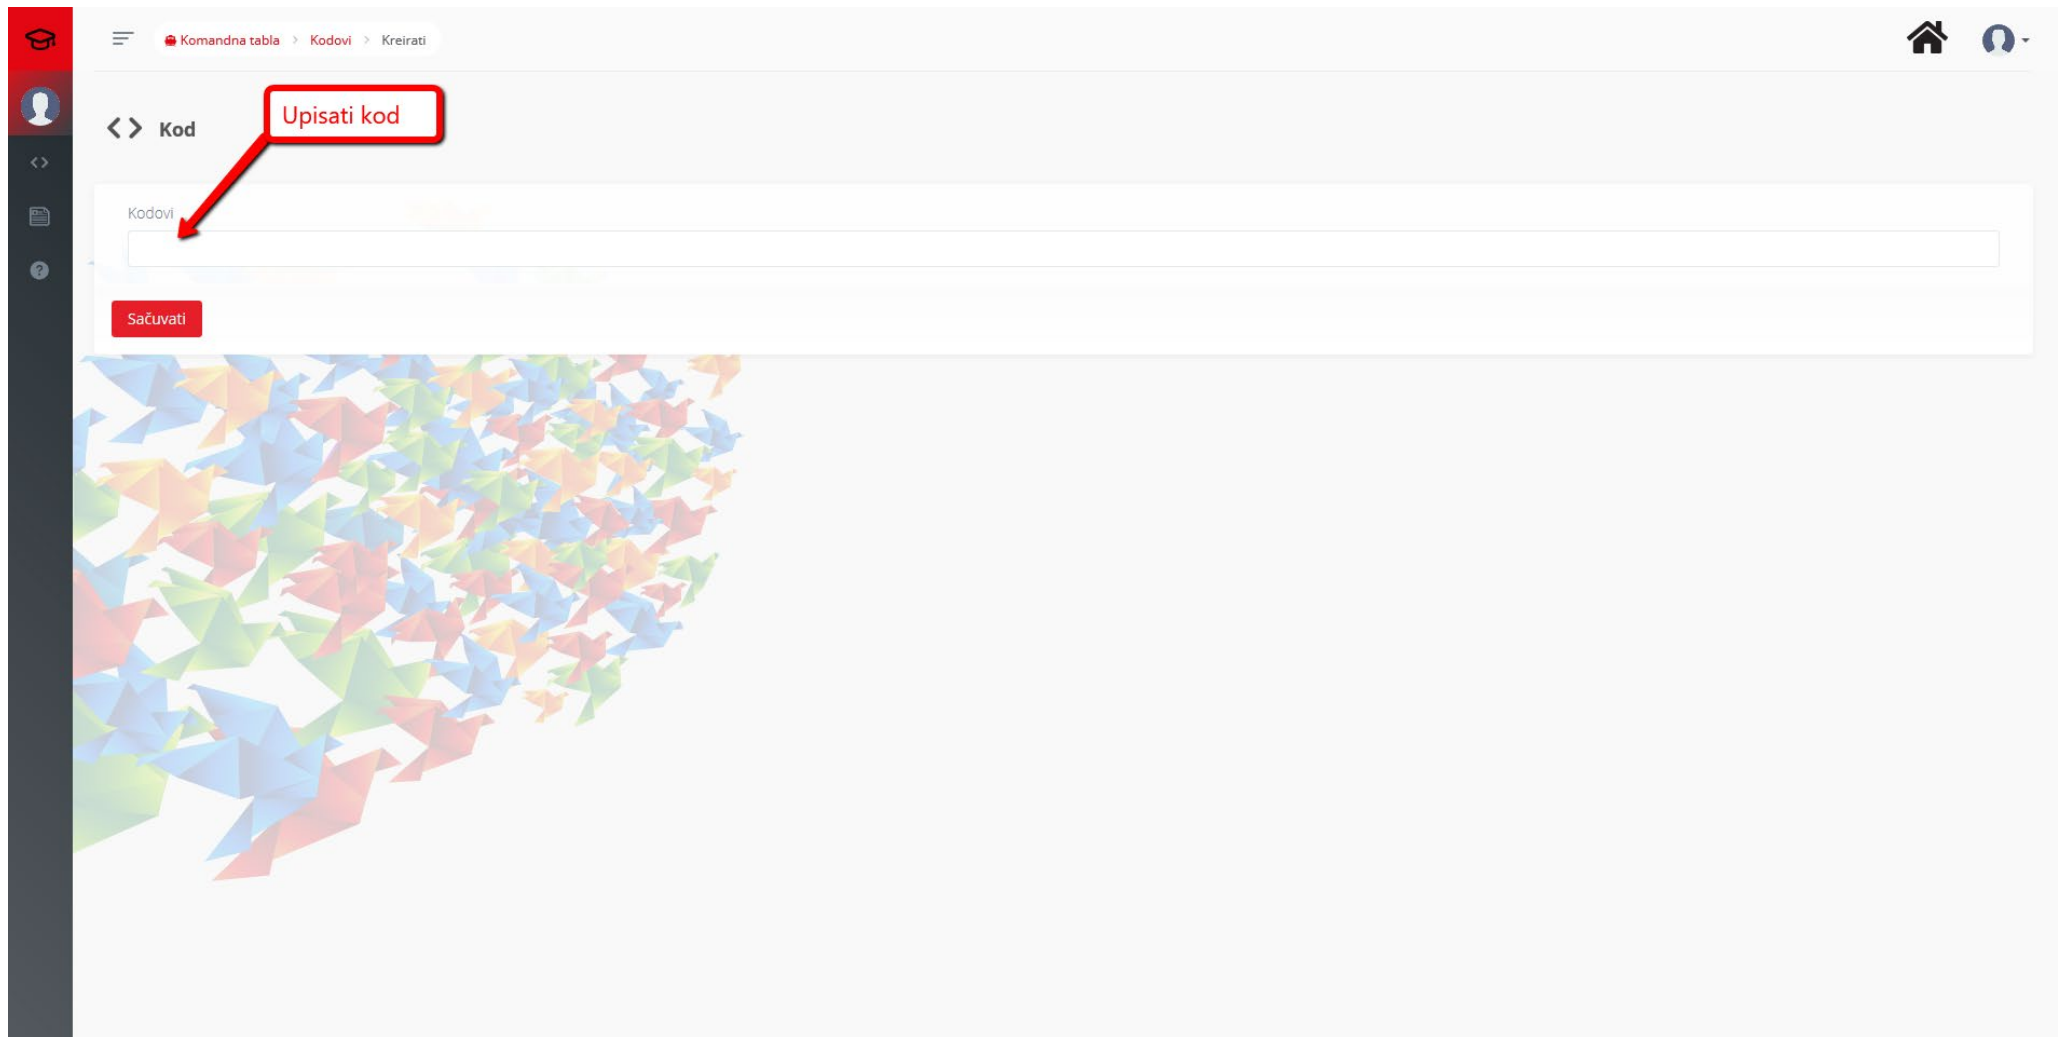 Komandna tabla > Kodovi > Kreirati
Upisati kod
Kod
Kodovi
Sačuvati